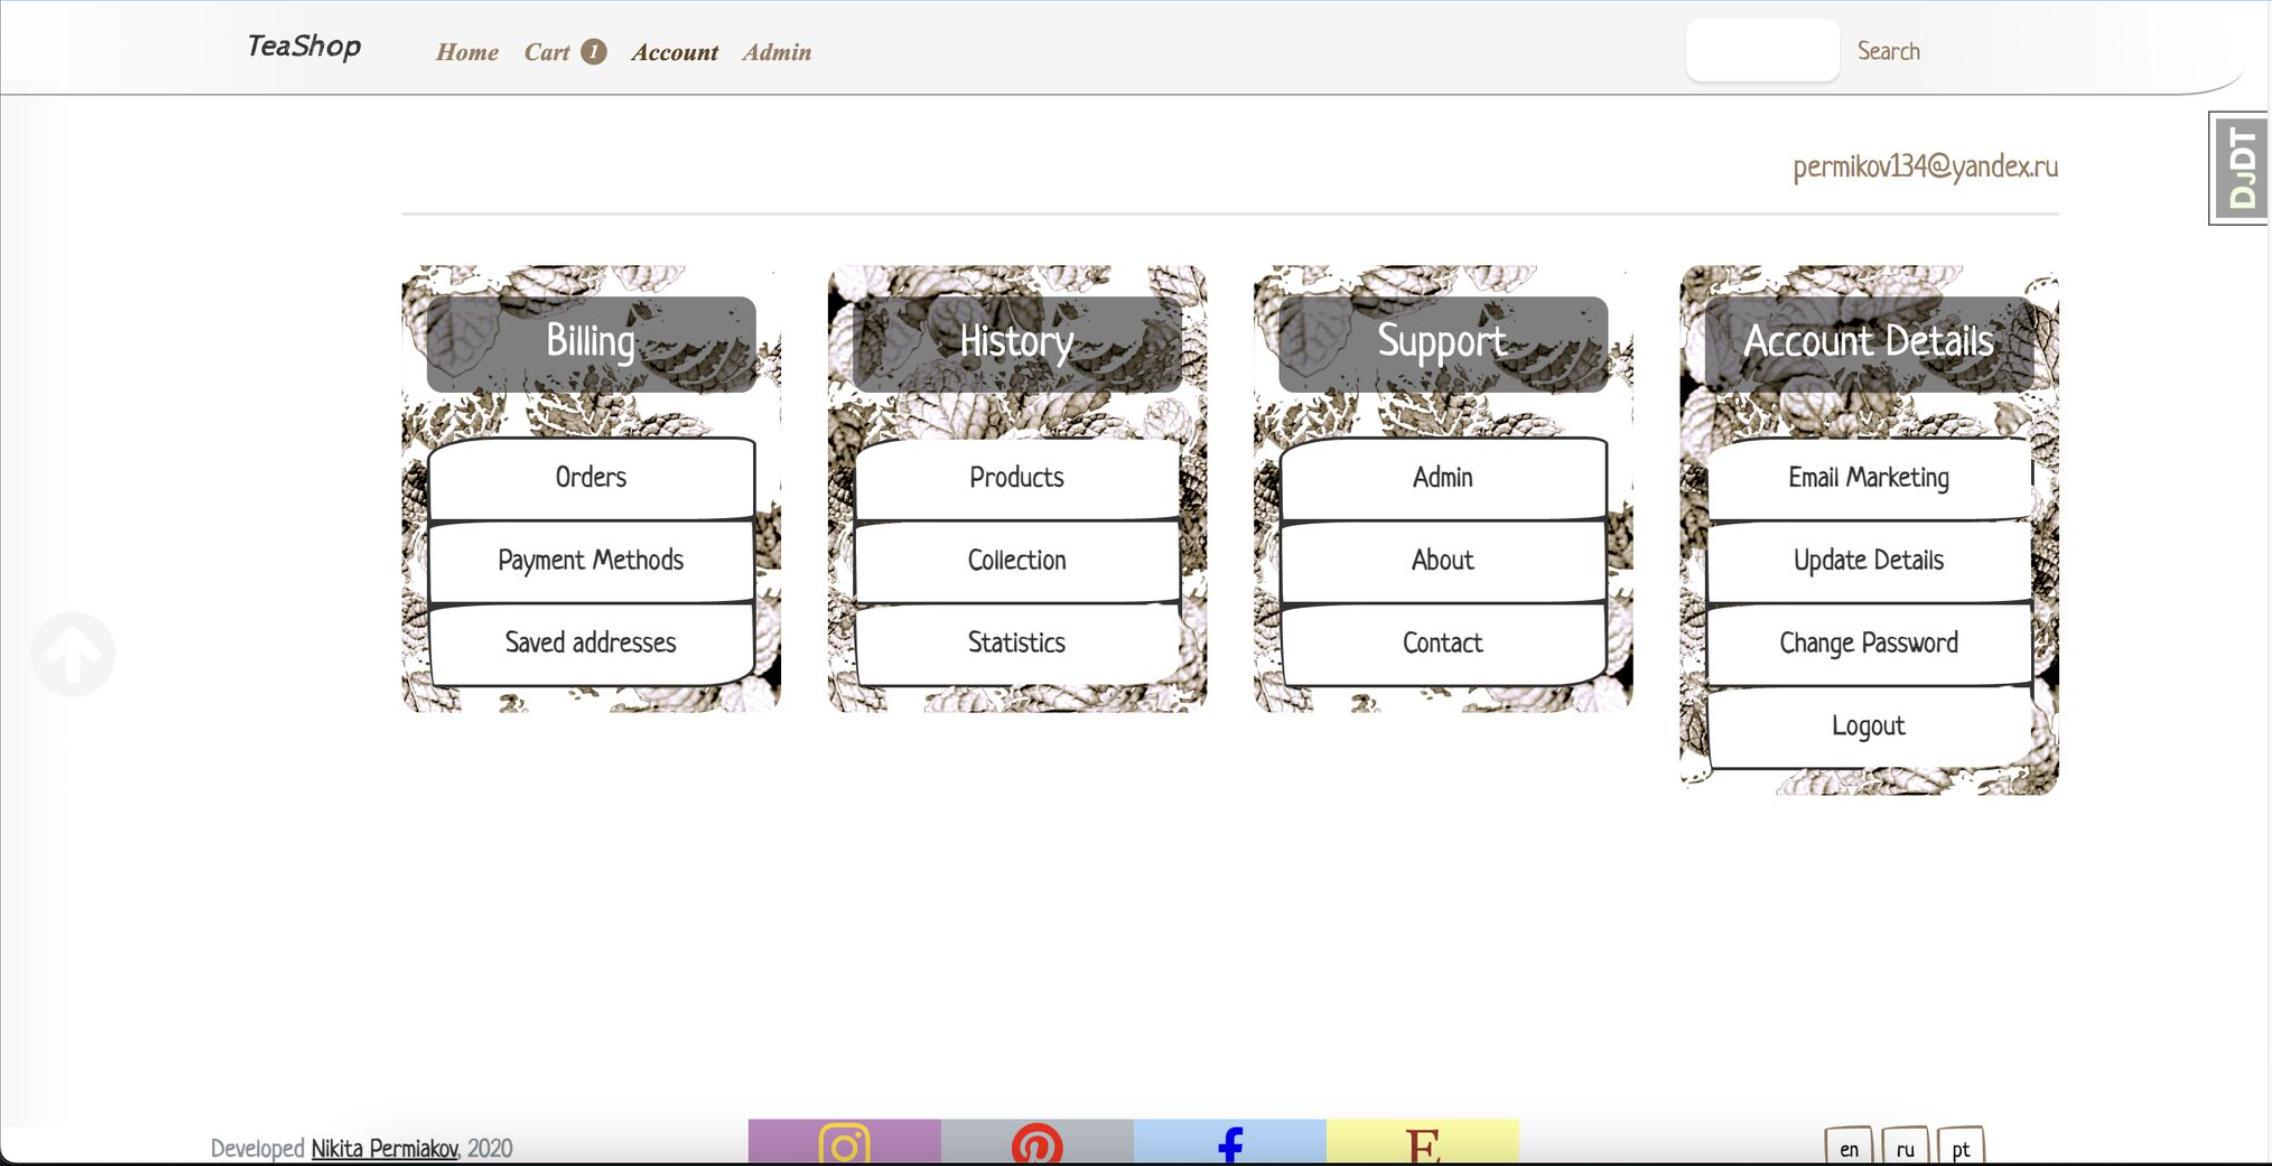 TeaShop
Home Cart 1 Account Admin
Search
DJDT
permikov134@yandex.ru
Billing
Orders
Payment Methods
Saved addresses
History
Products
Collection
Statistics
Support
Admin
About
Contact
Account Details
Email Marketing
Update Details
Change Password
Logout
Developed Nikita Permiakov, 2020
E
en ru pt